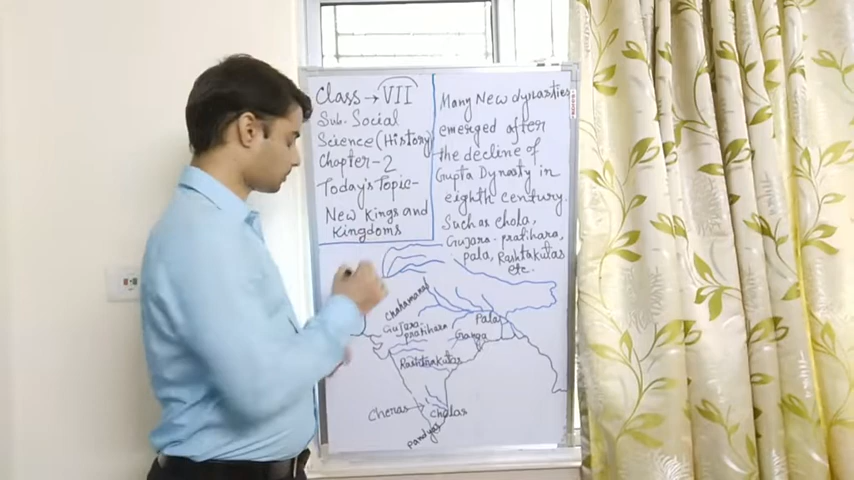 Class → VII
Sub. Social
Science (History)
Chapter - 2
Today's Topic -
New Kings and
Kingdoms
Many New dynasties
emerged after
the decline of
Gupta Dynasty in
eighth century.
Such as chola,
Gujara - pratihara,
pala, Rashtakutas
etc.
Chahamanas
Gujara
pratiharn
Palas
Ganga
Rashtrakutas
Cheras
cholas
pandyas